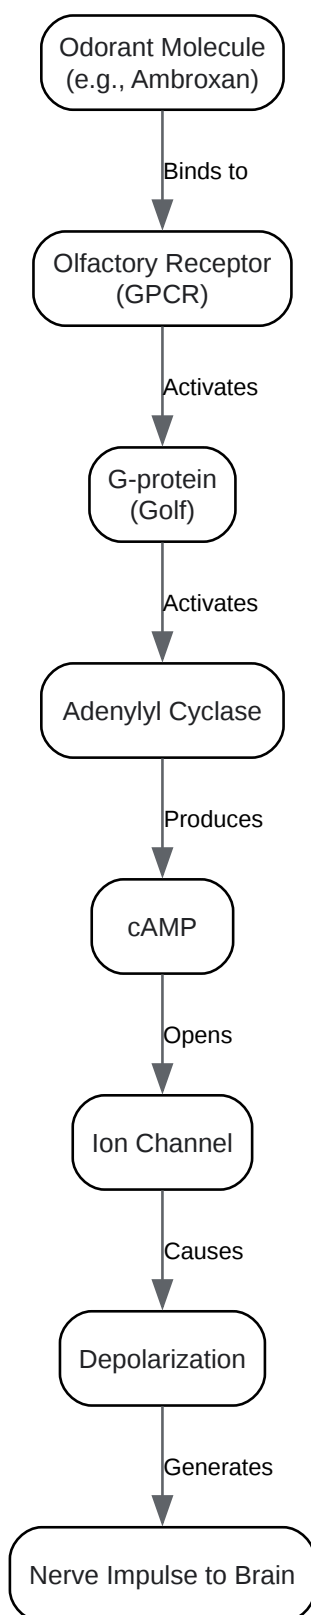 Odorant Molecule
(e.g., Ambroxan)
Binds to
Olfactory Receptor
(GPCR)
Activates
G-protein
(Golf)
Activates
Adenylyl Cyclase
Produces
cAMP
Opens
Ion Channel
Causes
Depolarization
Generates
Nerve Impulse to Brain